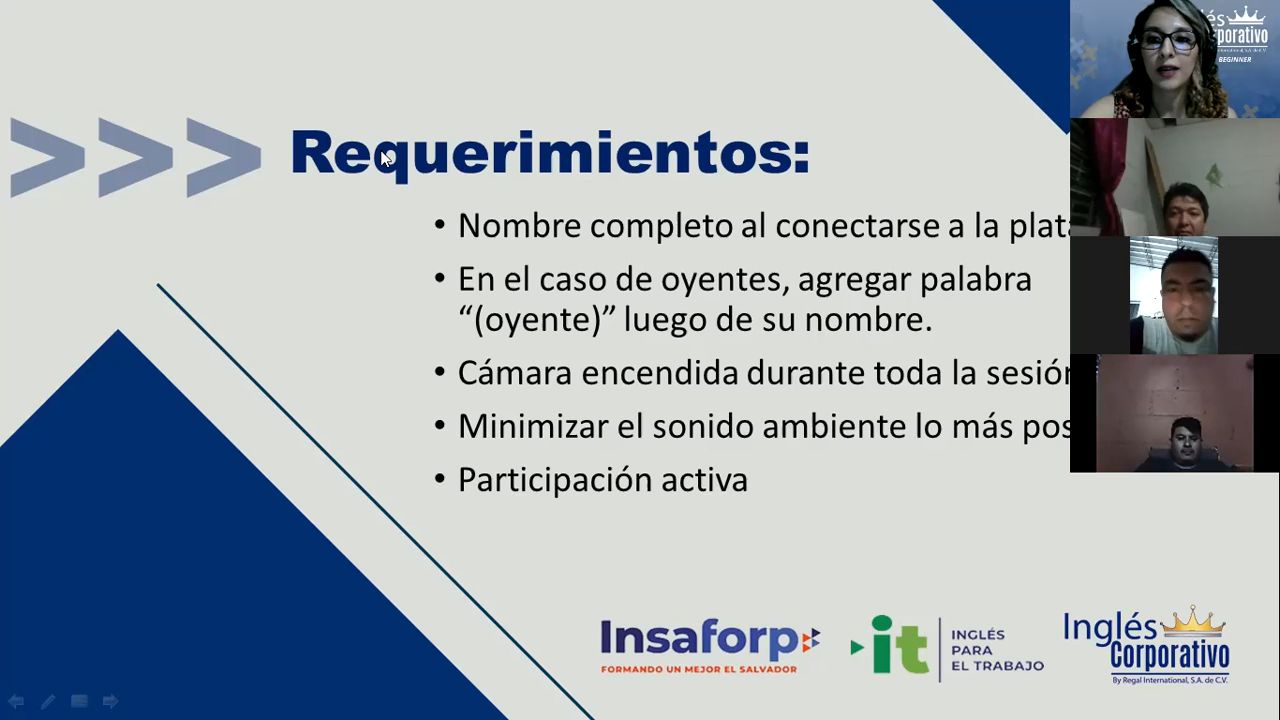 >>> Requerimientos:
• Nombre completo al conectarse a la plat
• En el caso de oyentes, agregar palabra
“(oyente)” luego de su nombre.
• Cámara encendida durante toda la sesión
• Minimizar el sonido ambiente lo más pos
• Participación activa
és
porativo
BEGINNER
Insaforp
FORMANDO UN MEJOR EL SALVADOR
it
INGLÉS
PARA
EL TRABAJO
Inglés
Corporativo
By Regal International, S.A. de C.V.